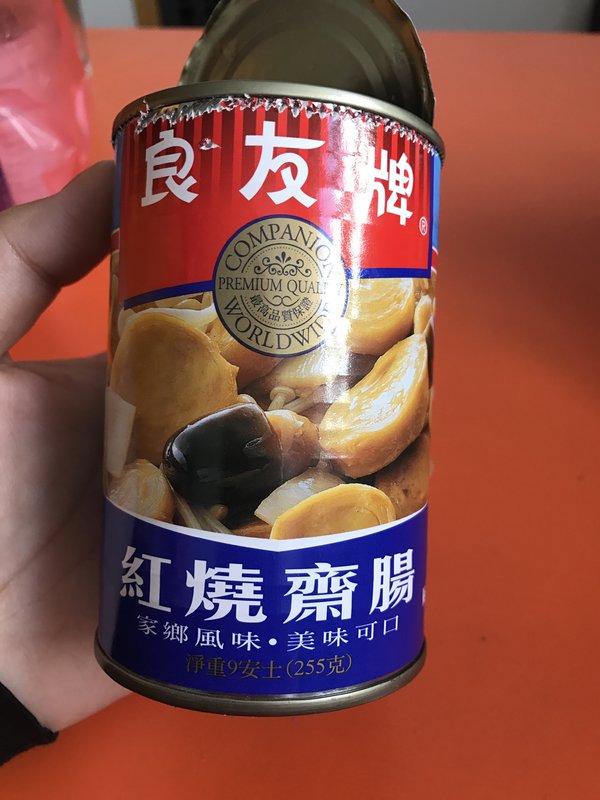 良友牌®
COMPANION
PREMIUM QUALITY
最高品質保證
WORLDWIDE
紅燒齋腸
家鄉風味·美味可口
淨重9安士(255克)